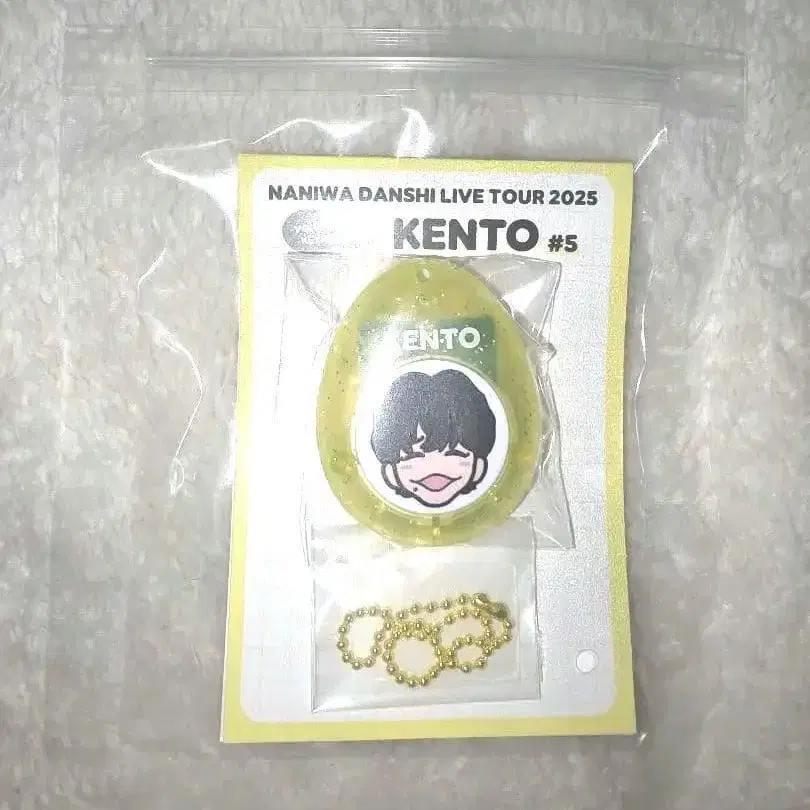 NANIWA DANSHI LIVE TOUR 2025
KENTO #5
KENTO